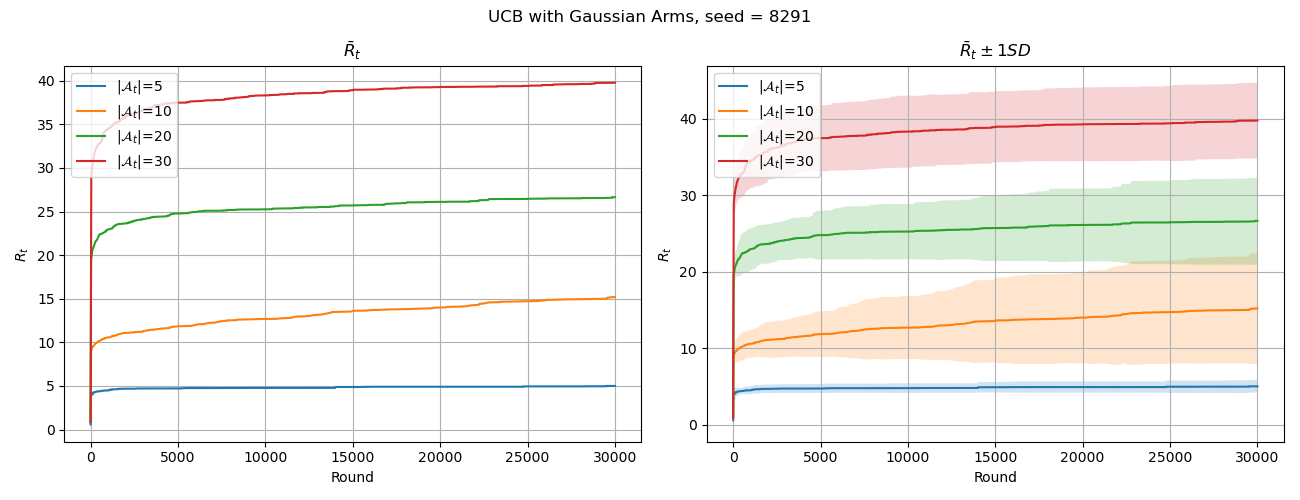 UCB with Gaussian Arms, seed = 8291
R̄ₜ
R̄ₜ ± 1SD
|𝒜ₜ|=5
|𝒜ₜ|=10
|𝒜ₜ|=20
|𝒜ₜ|=30
Rₜ
40
35
30
25
20
15
10
5
0
0 5000 10000 15000 20000 25000 30000
Round
|𝒜ₜ|=5
|𝒜ₜ|=10
|𝒜ₜ|=20
|𝒜ₜ|=30
Rₜ
40
30
20
10
0
0 5000 10000 15000 20000 25000 30000
Round